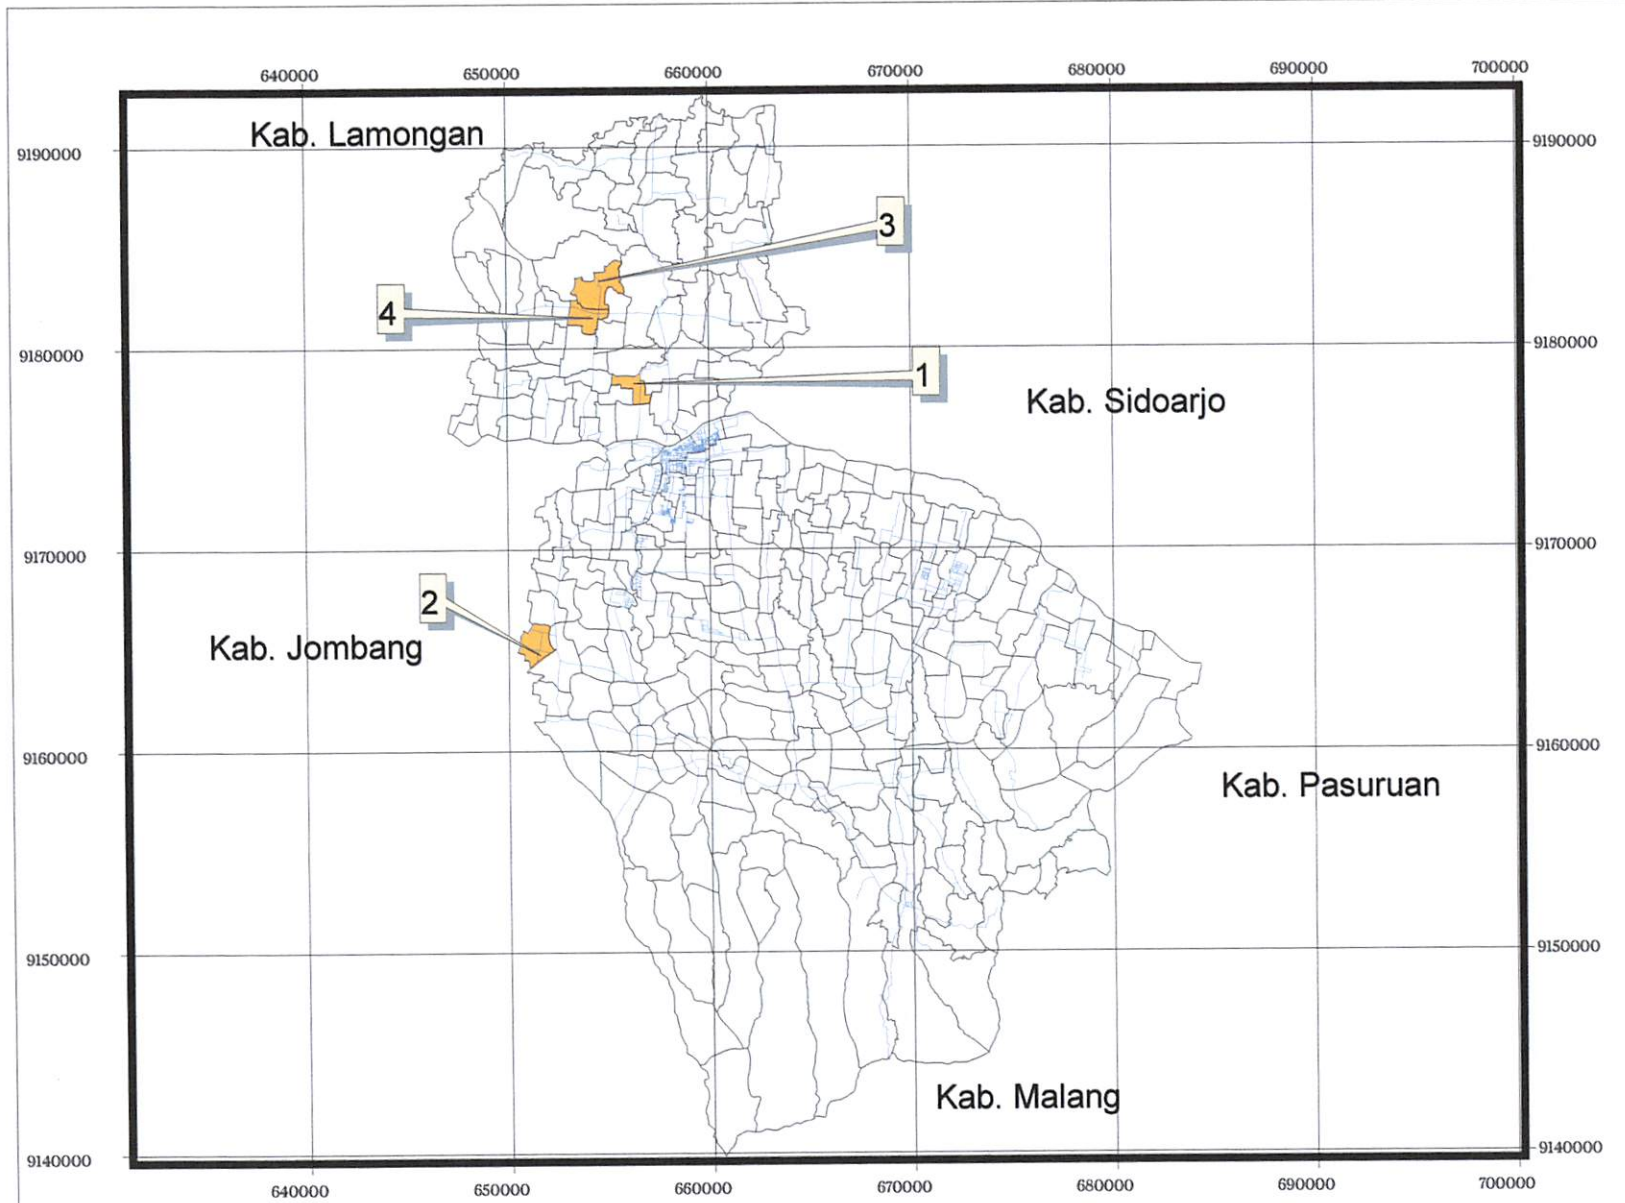 640000 650000 660000 670000 680000 690000 700000
Kab. Lamongan
9190000 9190000
3
4
9180000 9180000
1
Kab. Sidoarjo
9170000 9170000
2
Kab. Jombang
9160000 9160000
Kab. Pasuruan
9150000 9150000
Kab. Malang
9140000 9140000
640000 650000 660000 670000 680000 690000 700000